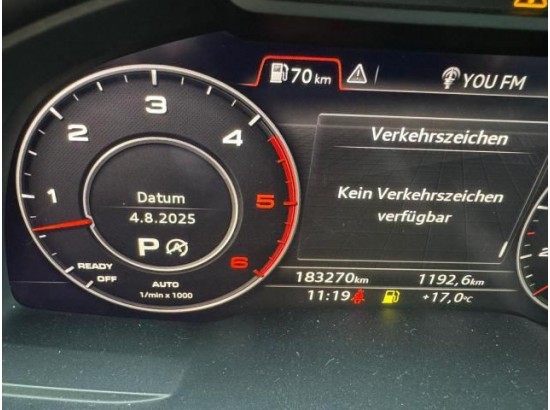 70 km
YOU FM
1
2
3
4
5
6
Verkehrszeichen
Kein Verkehrszeichen
verfügbar
Datum
4.8.2025
P
A
READY
OFF
AUTO
1/min x 1000
183270km
1192,6km
11:19
+17,0°C
2